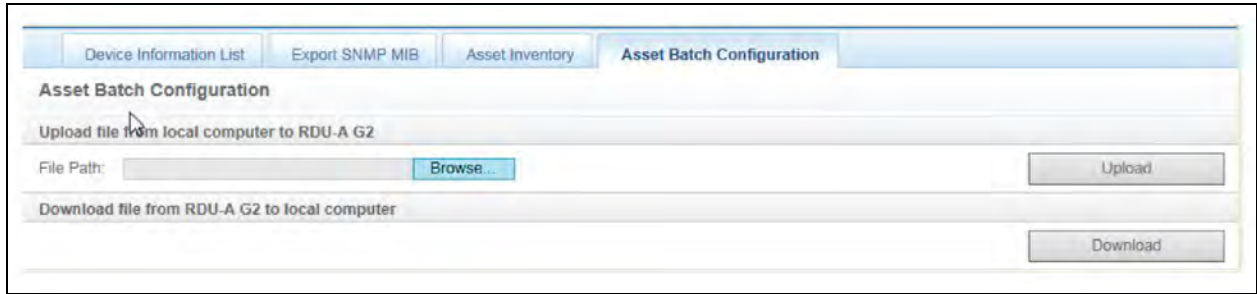 Device Information List Export SNMP MIB Asset Inventory Asset Batch Configuration
Asset Batch Configuration
Upload file from local computer to RDU-A G2
File Path: Browse... Upload
Download file from RDU-A G2 to local computer
Download